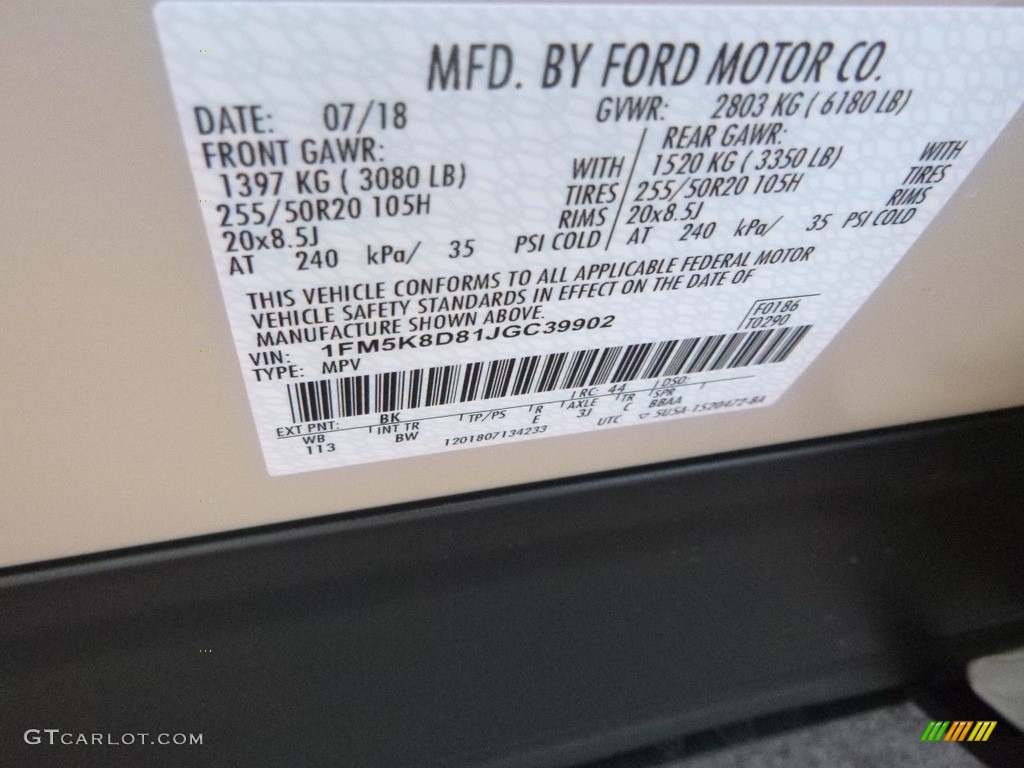 MFD. BY FORD MOTOR CO.
DATE: 07/18 GVWR: 2803 KG ( 6180 LB)
FRONT GAWR: REAR GAWR:
1397 KG ( 3080 LB) WITH 1520 KG ( 3350 LB) WITH
255/50R20 105H TIRES 255/50R20 105H TIRES
20x8.5J RIMS 20x8.5J RIMS
AT 240 kPa/ 35 PSI COLD AT 240 kPa/ 35 PSI COLD
THIS VEHICLE CONFORMS TO ALL APPLICABLE FEDERAL MOTOR
VEHICLE SAFETY STANDARDS IN EFFECT ON THE DATE OF
MANUFACTURE SHOWN ABOVE.
VIN: 1FM5K8D81JGC39902 F0186
TYPE: MPV T0290
EXT PNT: BK RC: 44 DSO:
WB INT TR TP/PS R AXLE TR SPR
113 BW E 3J C BBAA
1201807134233 UTC ▽ 5USA-1520472-BA
GTCARLOT.COM